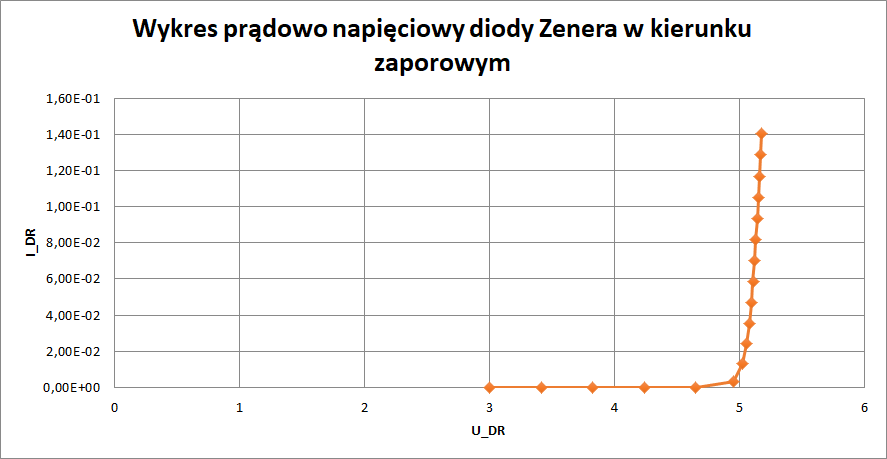 Wykres prądowo napięciowy diody Zenera w kierunku
zaporowym
1,60E-01
1,40E-01
1,20E-01
1,00E-01
8,00E-02
6,00E-02
4,00E-02
2,00E-02
0,00E+00
I_DR
0 1 2 3 4 5 6
U_DR